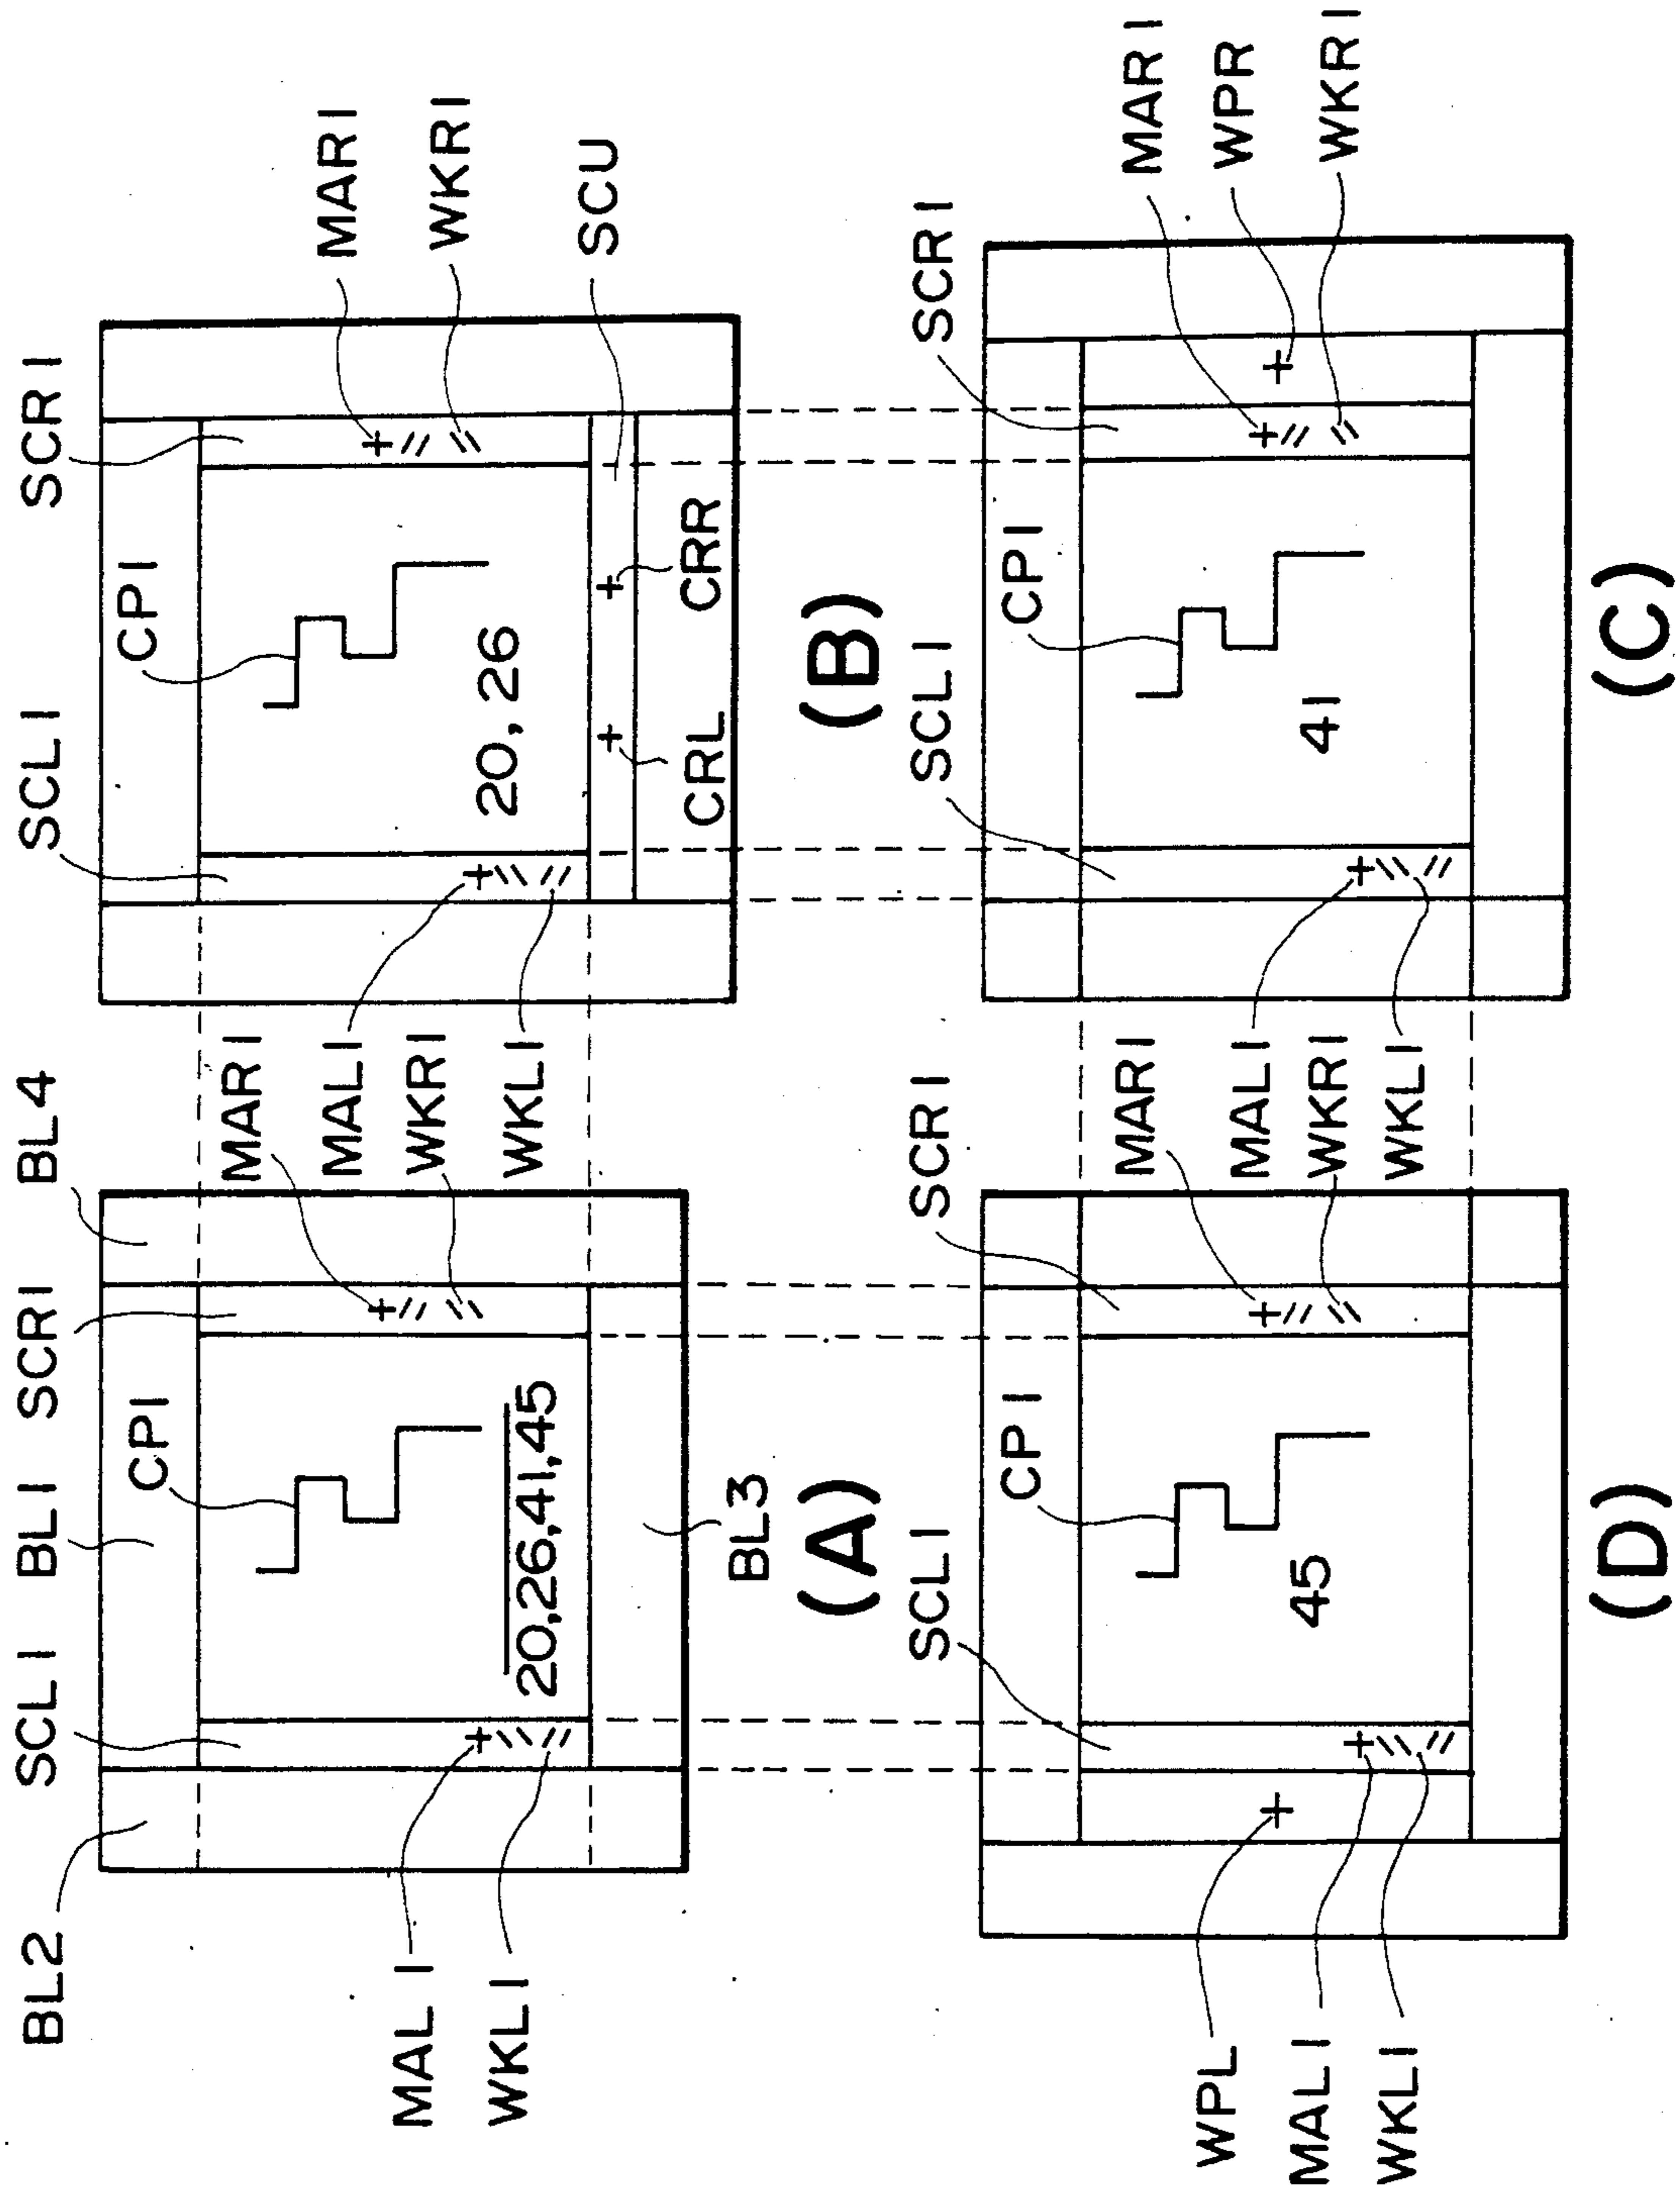 BL2
SCL1
BL1
SCR1
BL4
CP1
MAR1
MAL1
WKR1
WKL1
20,26,41,45
MAL1
WKL1
BL3
(A)
SCL1
SCR1
CP1
MAR1
WKR1
20,26
SCU
CRL
CRR
(B)
SCL1
SCR1
CP1
MAR1
MAL1
WKR1
WKL1
45
WPL
MAL1
WKL1
(D)
SCL1
SCR1
CP1
MAR1
WPR
WKR1
41
(C)